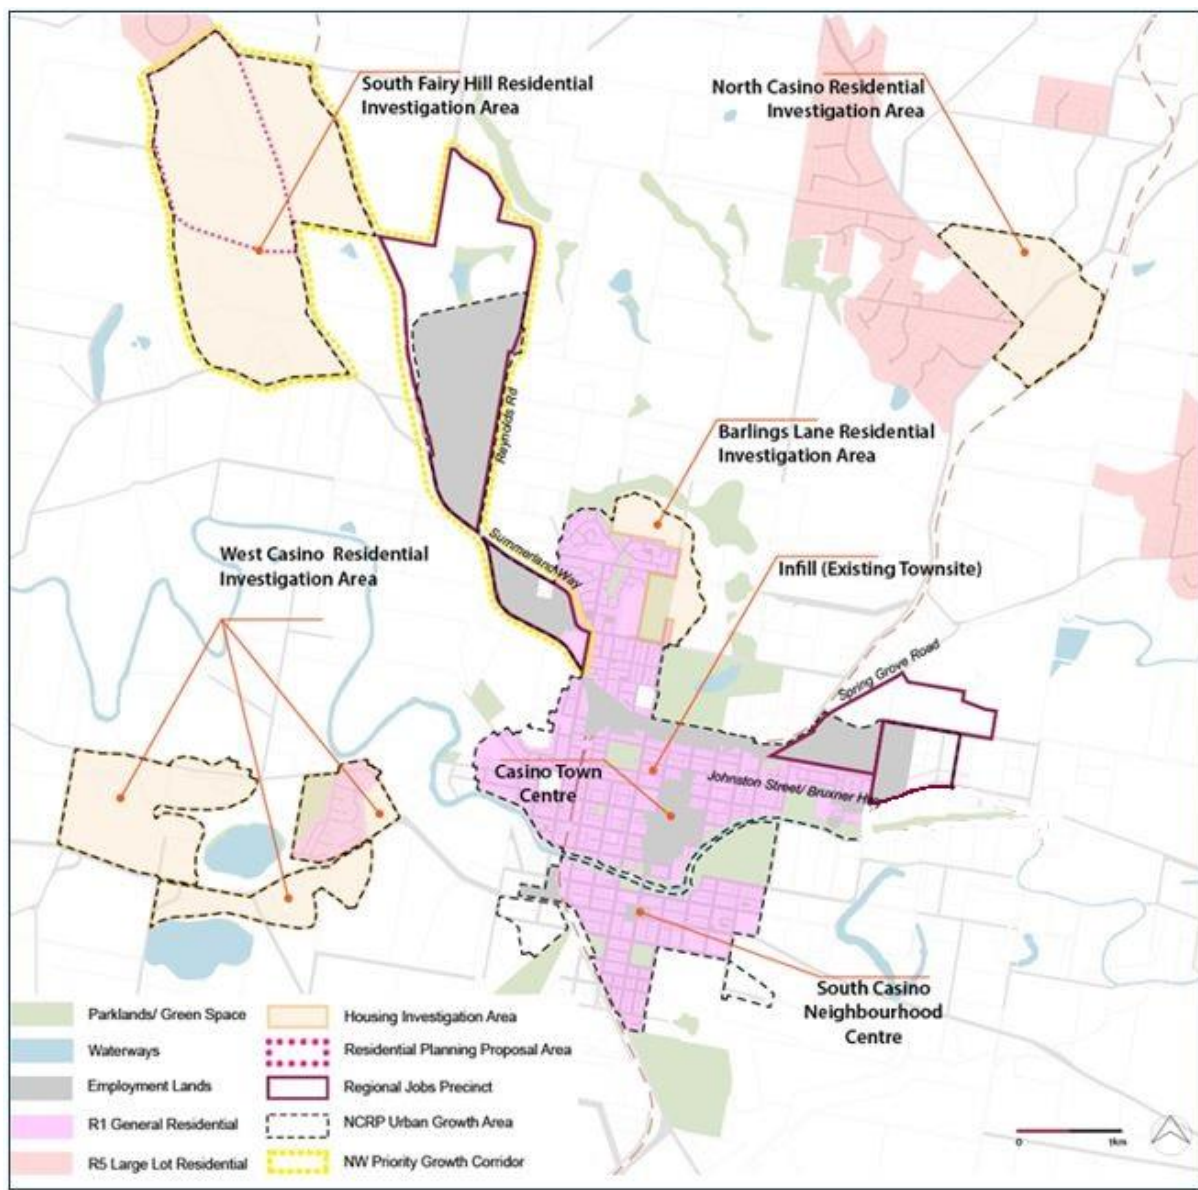 South Fairy Hill Residential
Investigation Area
North Casino Residential
Investigation Area
Reynolds Rd
Barlings Lane Residential
Investigation Area
Summerland Way
West Casino Residential
Investigation Area
Infill (Existing Townsite)
Spring Grove Road
Casino Town
Centre
Johnston Street/ Bruxner H
South Casino
Neighbourhood
Centre
Parklands/ Green Space
Waterways
Employment Lands
R1 General Residential
R5 Large Lot Residential
Housing Investigation Area
Residential Planning Proposal Area
Regional Jobs Precinct
NCRP Urban Growth Area
NW Priority Growth Corridor
0 1km